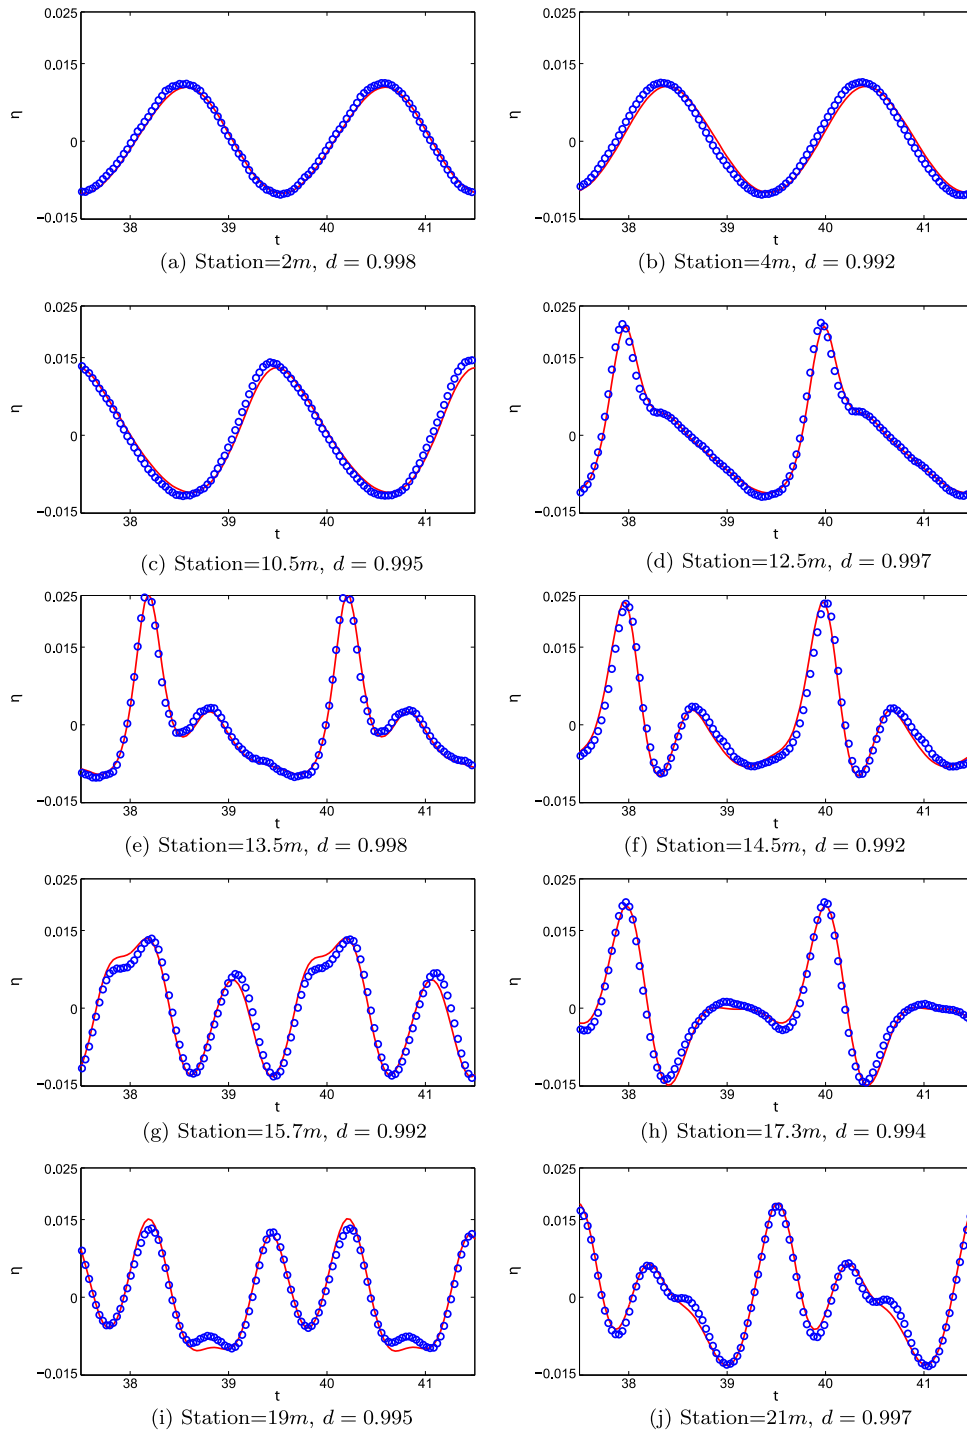 0.025 0.025
0.015 0.015
η η
0 0
−0.015 −0.015
38 39 40 41 38 39 40 41
t t
(a) Station=2m, d = 0.998 (b) Station=4m, d = 0.992
0.025 0.025
0.015 0.015
η η
0 0
−0.015 −0.015
38 39 40 41 38 39 40 41
t t
(c) Station=10.5m, d = 0.995 (d) Station=12.5m, d = 0.997
0.025 0.025
0.015 0.015
η η
0 0
−0.015 −0.015
38 39 40 41 38 39 40 41
t t
(e) Station=13.5m, d = 0.998 (f) Station=14.5m, d = 0.992
0.025 0.025
0.015 0.015
η η
0 0
−0.015 −0.015
38 39 40 41 38 39 40 41
t t
(g) Station=15.7m, d = 0.992 (h) Station=17.3m, d = 0.994
0.025 0.025
0.015 0.015
η η
0 0
−0.015 −0.015
38 39 40 41 38 39 40 41
t t
(i) Station=19m, d = 0.995 (j) Station=21m, d = 0.997